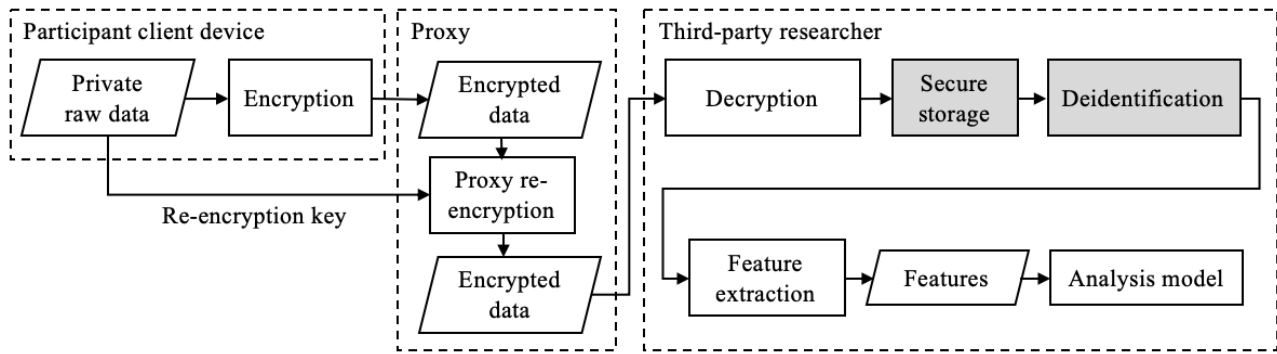 Participant client device
Private
raw data
Encryption
Re-encryption key
Proxy
Encrypted
data
Proxy re-
encryption
Encrypted
data
Third-party researcher
Decryption
Secure
storage
Deidentification
Feature
extraction
Features
Analysis model